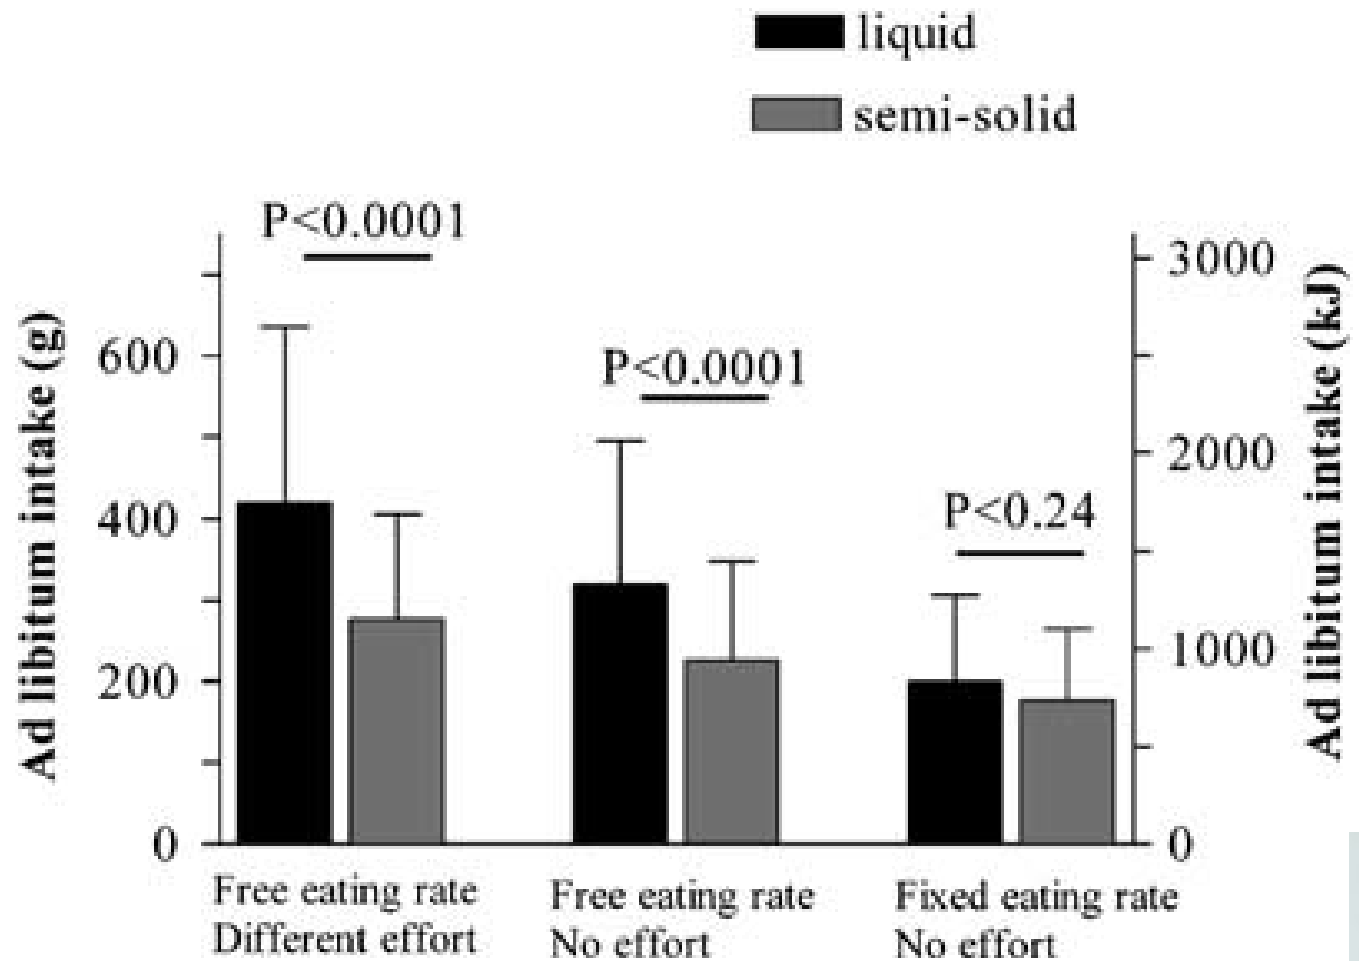 liquid
semi-solid
P<0.0001
P<0.0001
P<0.24
Ad libitum intake (g)
600
400
200
0
3000
2000
1000
0
Ad libitum intake (kJ)
Free eating rate
Different effort
Free eating rate
No effort
Fixed eating rate
No effort